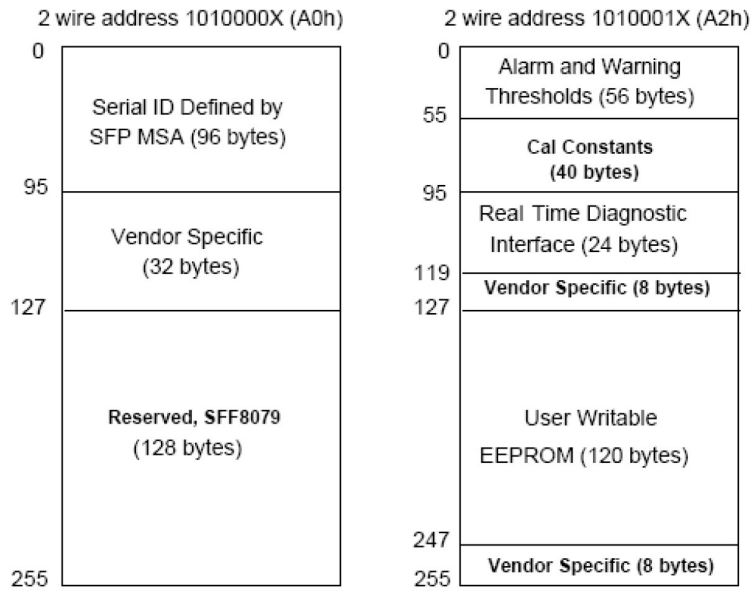 2 wire address 1010000X (A0h)
0
Serial ID Defined by
SFP MSA (96 bytes)
95
Vendor Specific
(32 bytes)
127
Reserved, SFF8079
(128 bytes)
255
2 wire address 1010001X (A2h)
0
Alarm and Warning
Thresholds (56 bytes)
55
Cal Constants
(40 bytes)
95
Real Time Diagnostic
Interface (24 bytes)
119
Vendor Specific (8 bytes)
127
User Writable
EEPROM (120 bytes)
247
Vendor Specific (8 bytes)
255